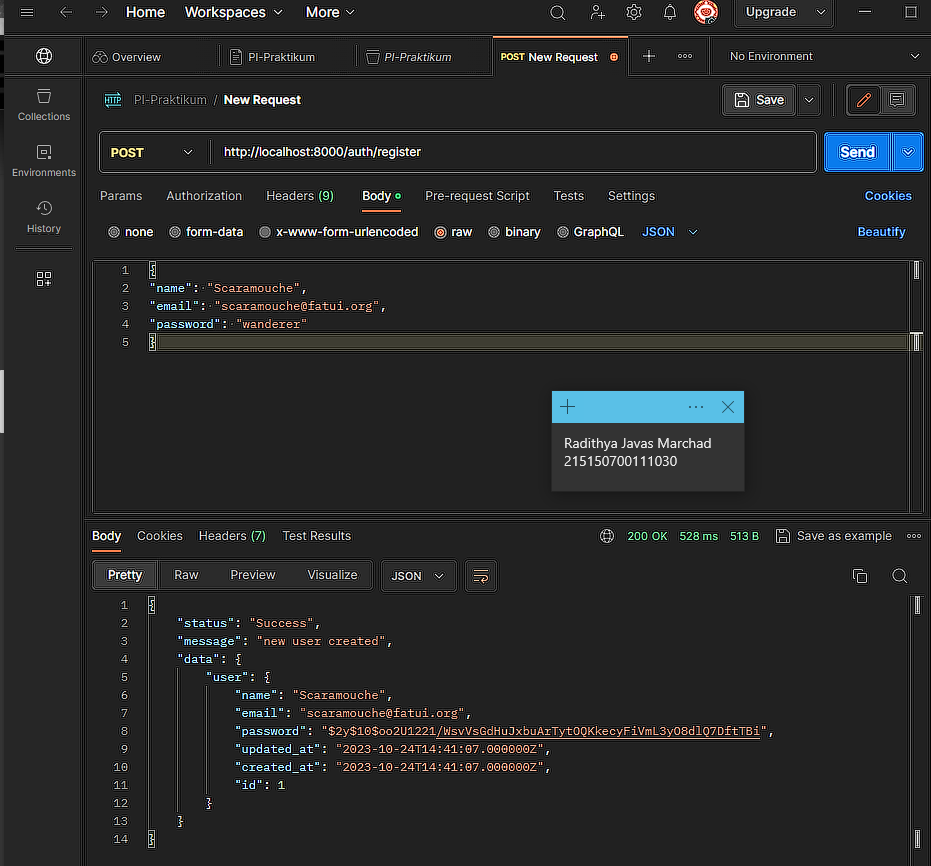 Home Workspaces More Upgrade
Overview PI-Praktikum PI-Praktikum POST New Request No Environment
Collections
Environments
History
HTTP PI-Praktikum / New Request Save
POST http://localhost:8000/auth/register Send
Params Authorization Headers (9) Body Pre-request Script Tests Settings Cookies
none form-data x-www-form-urlencoded raw binary GraphQL JSON Beautify
1 {
2 "name": "Scaramouche",
3 "email": "scaramouche@fatui.org",
4 "password": "wanderer"
5 }
Radithya Javas Marchad
215150700111030
Body Cookies Headers (7) Test Results 200 OK 528 ms 513 B Save as example
Pretty Raw Preview Visualize JSON
1 {
2 "status": "Success",
3 "message": "new user created",
4 "data": {
5 "user": {
6 "name": "Scaramouche",
7 "email": "scaramouche@fatui.org",
8 "password": "$2y$10$oo2U1221/WsvVsGdHuJxbuArTytOQKkecyFiVmL3yO8dlQ7DftTBi",
9 "updated_at": "2023-10-24T14:41:07.000000Z",
10 "created_at": "2023-10-24T14:41:07.000000Z",
11 "id": 1
12 }
13 }
14 }